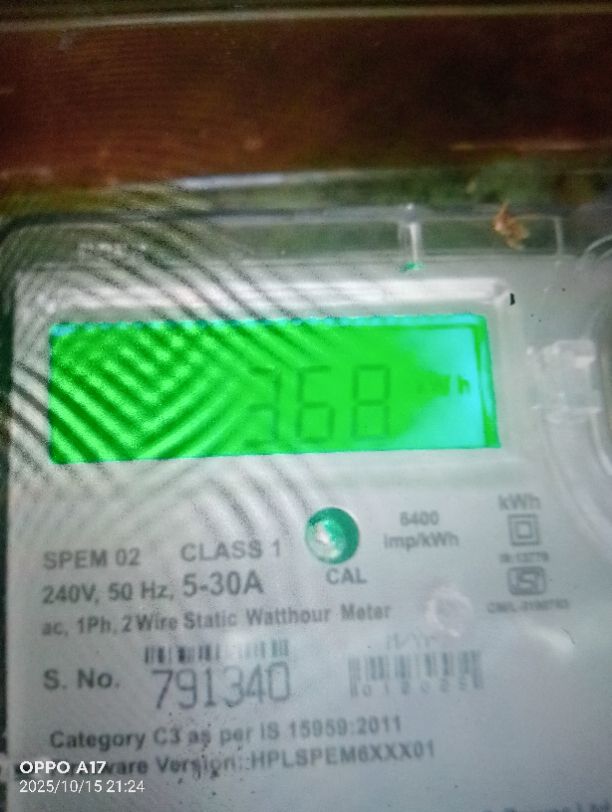 368
kWh
SPEM 02 CLASS 1
6400
imp/kWh
CAL
240V, 50 Hz, 5-30A
ac, 1Ph, 2Wire Static Watthour Meter
S. No. 791340
Category C3 as per IS 15959:2011
Version: HPLSPEM6XXX01
OPPO A17
2025/10/15 21:24